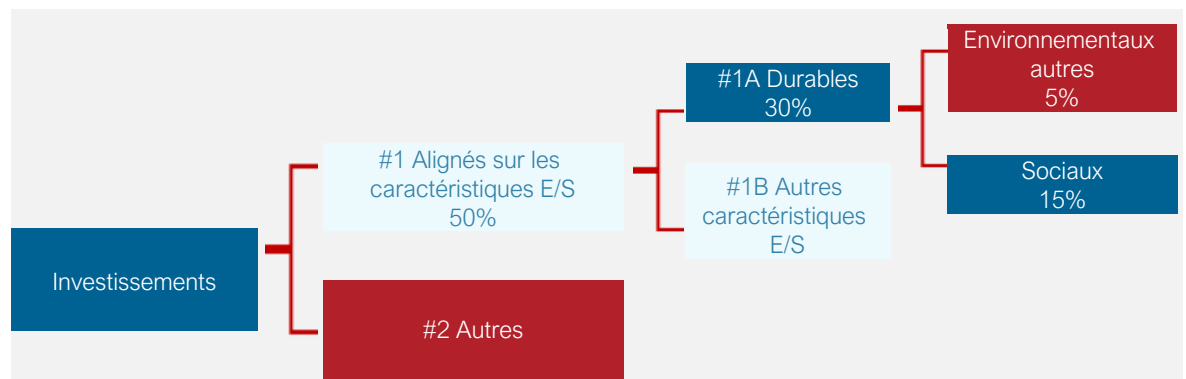 Investissements
#1 Alignés sur les
caractéristiques E/S
50%
#2 Autres
#1A Durables
30%
#1B Autres
caractéristiques
E/S
Environnementaux
autres
5%
Sociaux
15%